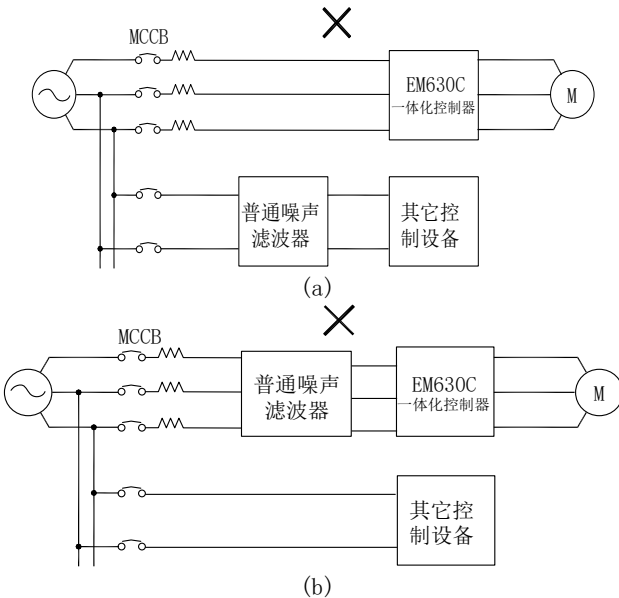 MCCB
EM630C
一体化控制器
M
普通噪声
滤波器
其它控
制设备
(a)
MCCB
普通噪声
滤波器
EM630C
一体化控制器
M
其它控
制设备
(b)